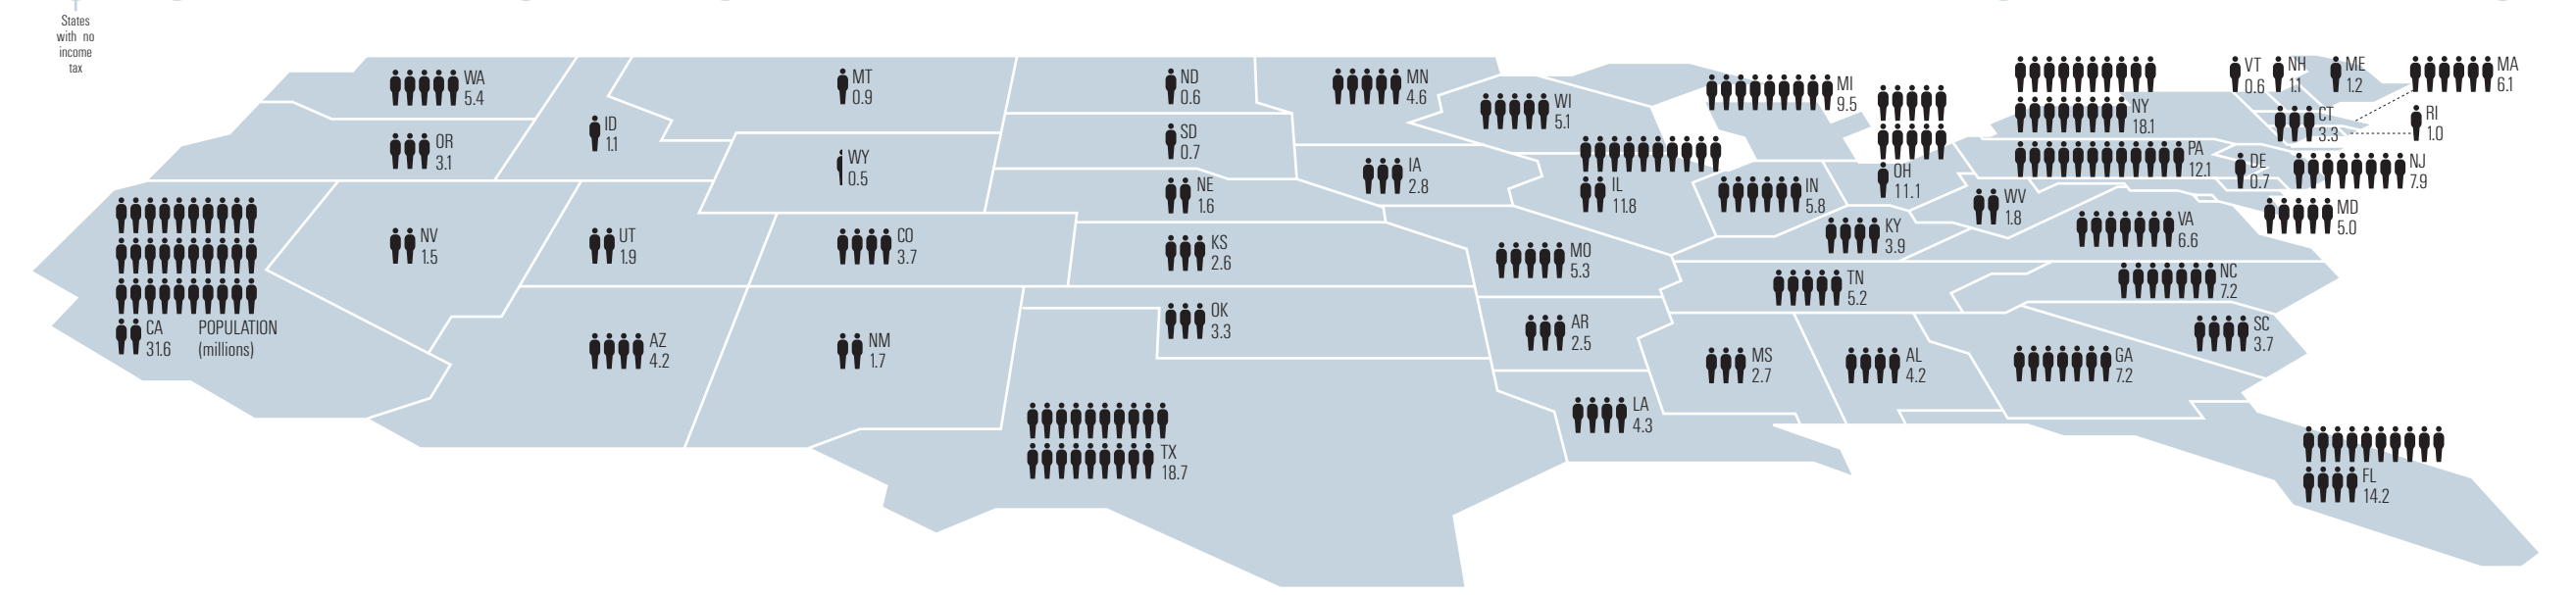 States
with no
income
tax
WA
5.4
OR
3.1
CA
31.6
POPULATION
(millions)
NV
1.5
ID
1.1
UT
1.9
AZ
4.2
MT
0.9
WY
0.5
CO
3.7
NM
1.7
ND
0.6
SD
0.7
NE
1.6
KS
2.6
OK
3.3
TX
18.7
MN
4.6
IA
2.8
MO
5.3
AR
2.5
LA
4.3
WI
5.1
IL
11.8
MI
9.5
IN
5.8
OH
11.1
KY
3.9
TN
5.2
MS
2.7
AL
4.2
GA
7.2
FL
14.2
SC
3.7
NC
7.2
VA
6.6
WV
1.8
NY
18.1
PA
12.1
VT
0.6
NH
1.1
ME
1.2
MA
6.1
CT
3.3
RI
1.0
DE
0.7
NJ
7.9
MD
5.0